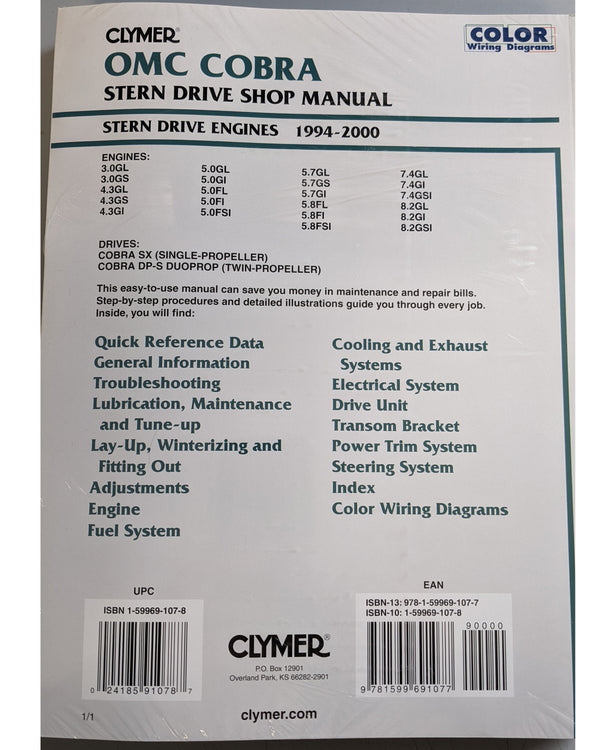 CLYMER®
COLOR
Wiring Diagrams
OMC COBRA
STERN DRIVE SHOP MANUAL
STERN DRIVE ENGINES 1994-2000
ENGINES:
3.0GL 5.0GL 5.7GL 7.4GL
3.0GS 5.0GI 5.7GS 7.4GI
4.3GL 5.0FL 5.7GI 7.4GSI
4.3GS 5.0FI 5.8FL 8.2GL
4.3GI 5.0FSI 5.8FI 8.2GI
5.8FSI 8.2GSI
DRIVES:
COBRA SX (SINGLE-PROPELLER)
COBRA DP-S DUOPROP (TWIN-PROPELLER)
This easy-to-use manual can save you money in maintenance and repair bills.
Step-by-step procedures and detailed illustrations guide you through every job.
Inside, you will find:
Quick Reference Data
General Information
Troubleshooting
Lubrication, Maintenance
and Tune-up
Lay-Up, Winterizing and
Fitting Out
Adjustments
Engine
Fuel System
Cooling and Exhaust
Systems
Electrical System
Drive Unit
Transom Bracket
Power Trim System
Steering System
Index
Color Wiring Diagrams
UPC
ISBN 1-59969-107-8
0 24185 91078 7
CLYMER®
P.O. Box 12901
Overland Park, KS 66282-2901
EAN
ISBN-13: 978-1-59969-107-7
ISBN-10: 1-59969-107-8
90000
9 781599 691077
1/1
clymer.com